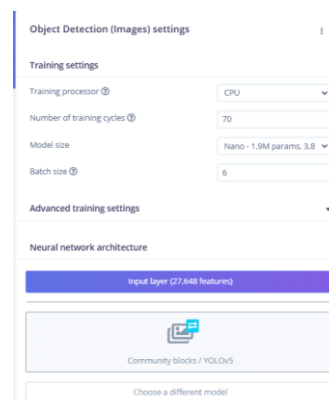 Object Detection (Images) settings
Training settings
Training processor
CPU
Number of training cycles
70
Model size
Nano - 1.9M params, 3.8
Batch size
6
Advanced training settings
Neural network architecture
Input layer (27,648 features)
Community blocks / YOLOv5
Choose a different model